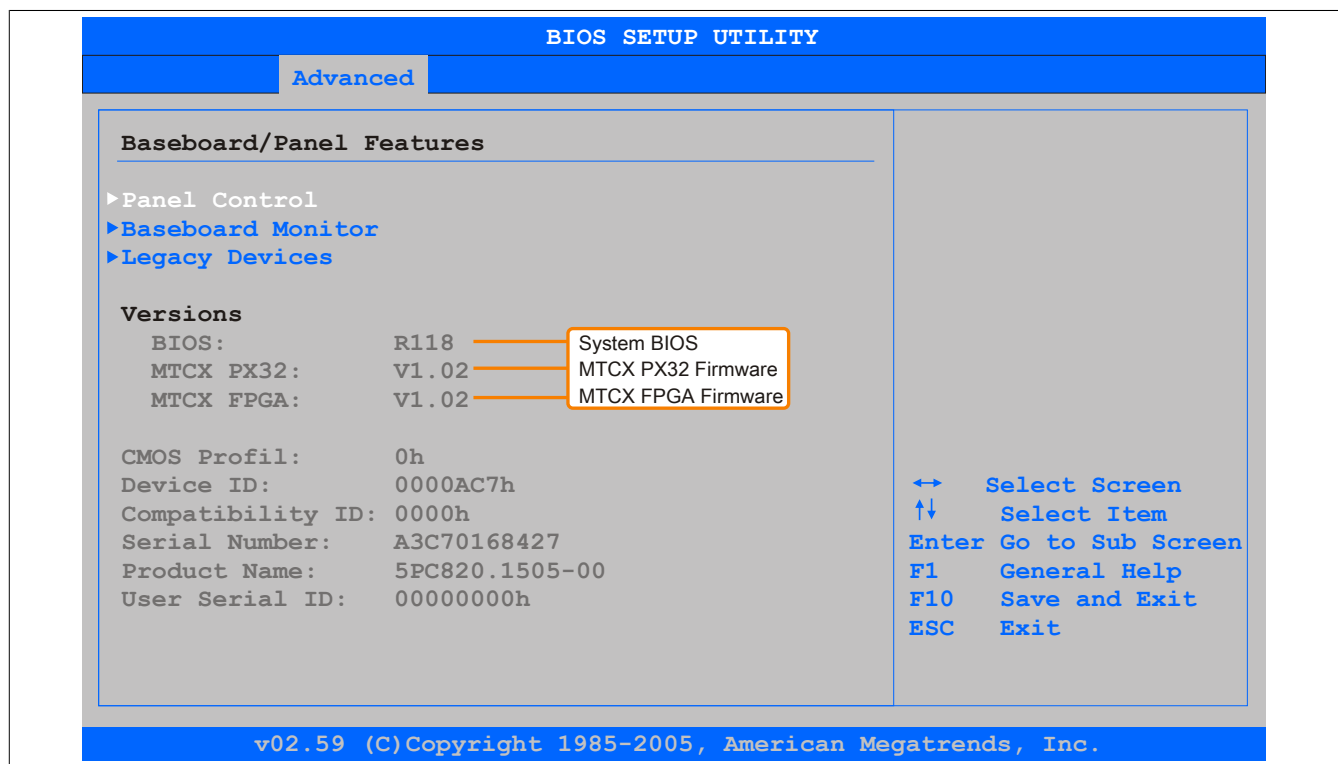 BIOS SETUP UTILITY
Advanced
Baseboard/Panel Features
▶Panel Control
▶Baseboard Monitor
▶Legacy Devices
Versions
BIOS: R118 System BIOS
MTCX PX32: V1.02 MTCX PX32 Firmware
MTCX FPGA: V1.02 MTCX FPGA Firmware
CMOS Profil: 0h
Device ID: 0000AC7h
Compatibility ID: 0000h
Serial Number: A3C70168427
Product Name: 5PC820.1505-00
User Serial ID: 00000000h
↔ Select Screen
↑↓ Select Item
Enter Go to Sub Screen
F1 General Help
F10 Save and Exit
ESC Exit
v02.59 (C)Copyright 1985-2005, American Megatrends, Inc.